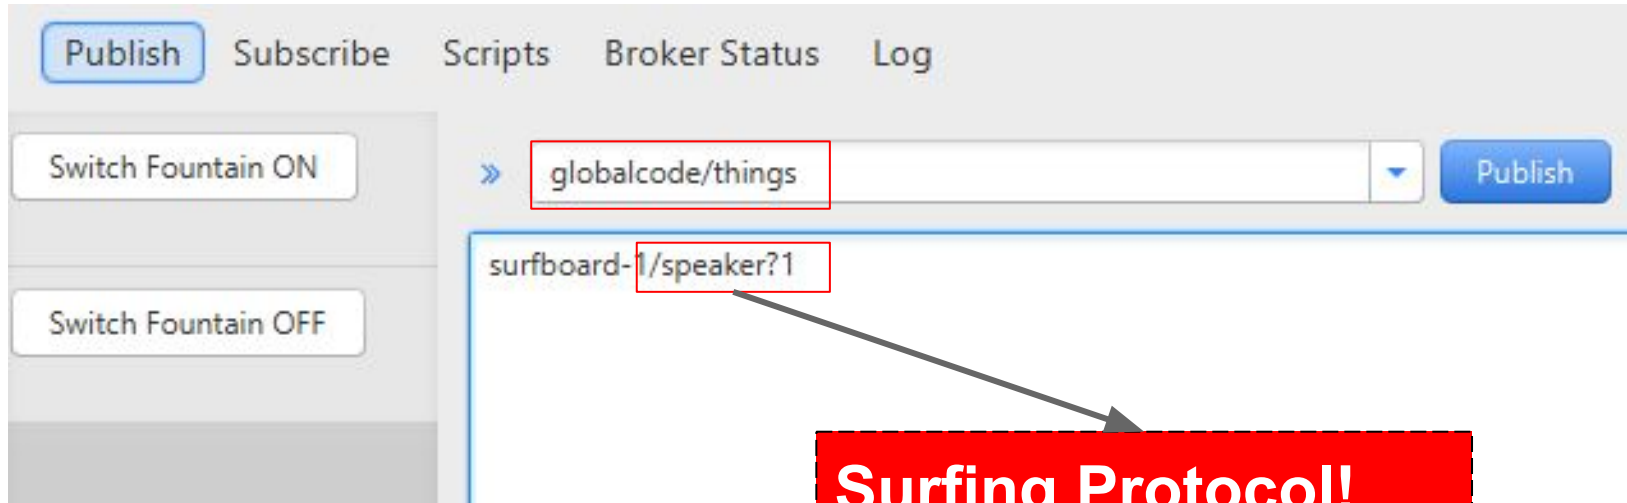 Publish Subscribe Scripts Broker Status Log
Switch Fountain ON
globalcode/things
Publish
surfboard-1/speaker?1
Switch Fountain OFF
Surfing Protocol!